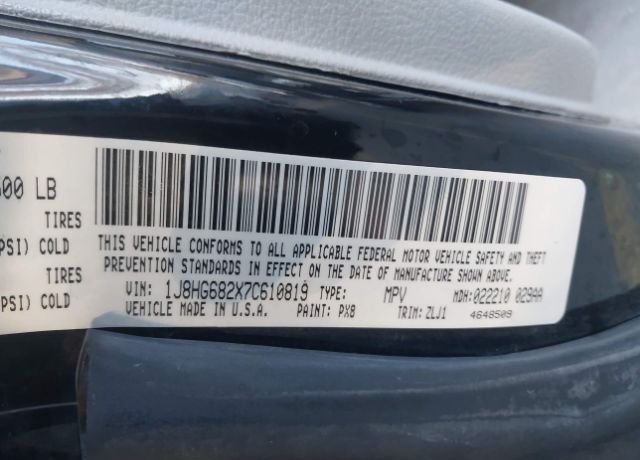 600 LB
TIRES
PSI) COLD
TIRES
PSI) COLD
THIS VEHICLE CONFORMS TO ALL APPLICABLE FEDERAL MOTOR VEHICLE SAFETY AND THEFT
PREVENTION STANDARDS IN EFFECT ON THE DATE OF MANUFACTURE SHOWN ABOVE.
VIN: 1J8HG682X7C610819 TYPE: MPV MDH:022210 029AA
VEHICLE MADE IN U.S.A. PAINT: PX8 TRIM: ZLJ1 4648509